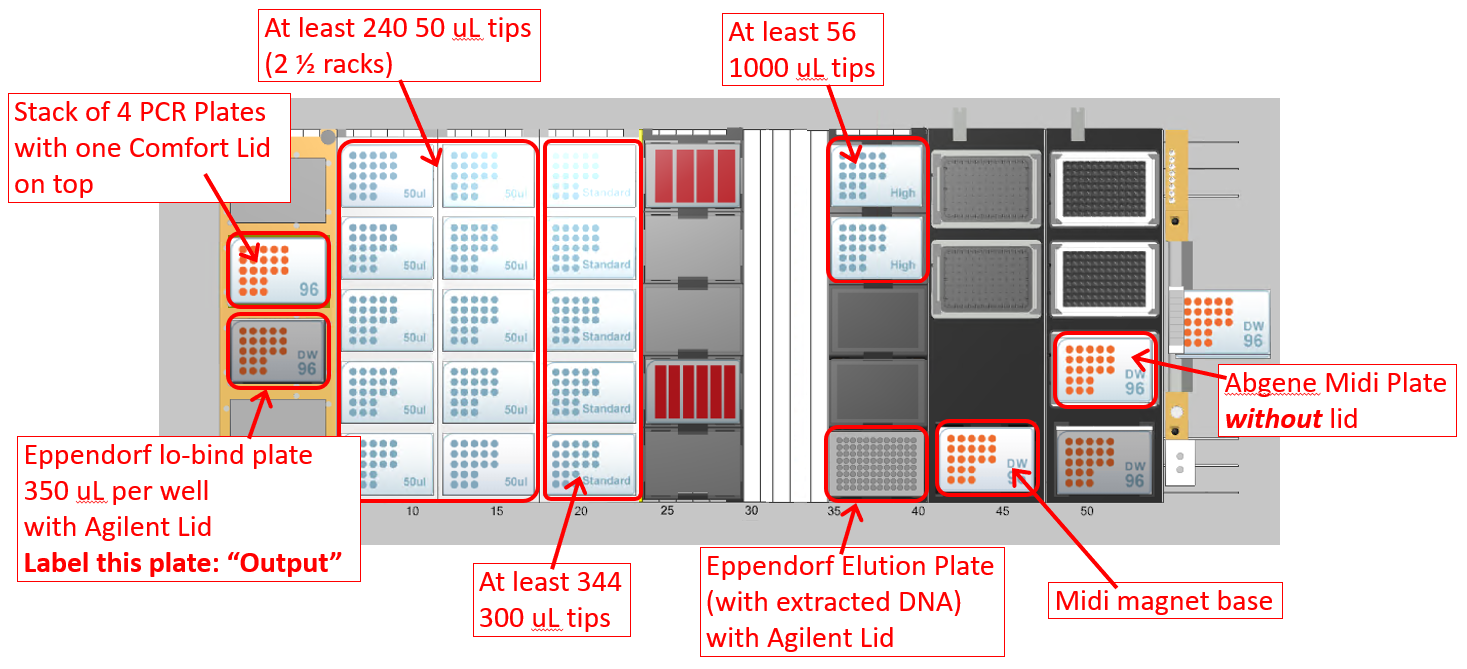 At least 240 50 uL tips
(2 ½ racks)
At least 56
1000 uL tips
Stack of 4 PCR Plates
with one Comfort Lid
on top
50ul
50ul
Standard
High
96
50ul
50ul
Standard
High
DW
96
50ul
50ul
Standard
DW
96
50ul
50ul
Standard
DW
96
Abgene Midi Plate
without lid
Eppendorf lo-bind plate
350 uL per well
with Agilent Lid
Label this plate: “Output”
50ul
50ul
Standard
DW
96
DW
96
10
15
20
25
30
35
40
45
50
At least 344
300 uL tips
Eppendorf Elution Plate
(with extracted DNA)
with Agilent Lid
Midi magnet base